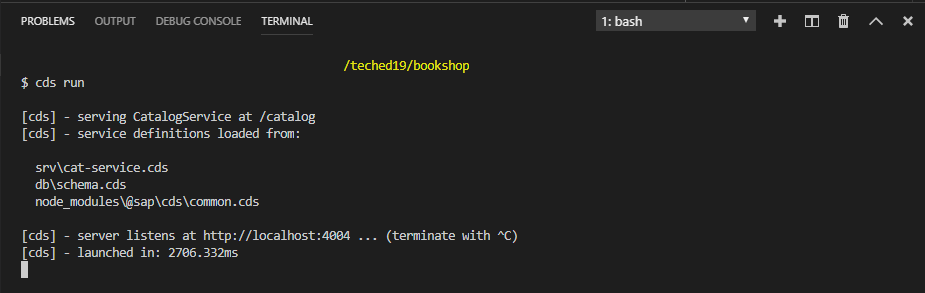 PROBLEMS OUTPUT DEBUG CONSOLE TERMINAL 1: bash
/teched19/bookshop
$ cds run
[cds] - serving CatalogService at /catalog
[cds] - service definitions loaded from:
srv\cat-service.cds
db\schema.cds
node_modules\@sap\cds\common.cds
[cds] - server listens at http://localhost:4004 ... (terminate with ^C)
[cds] - launched in: 2706.332ms